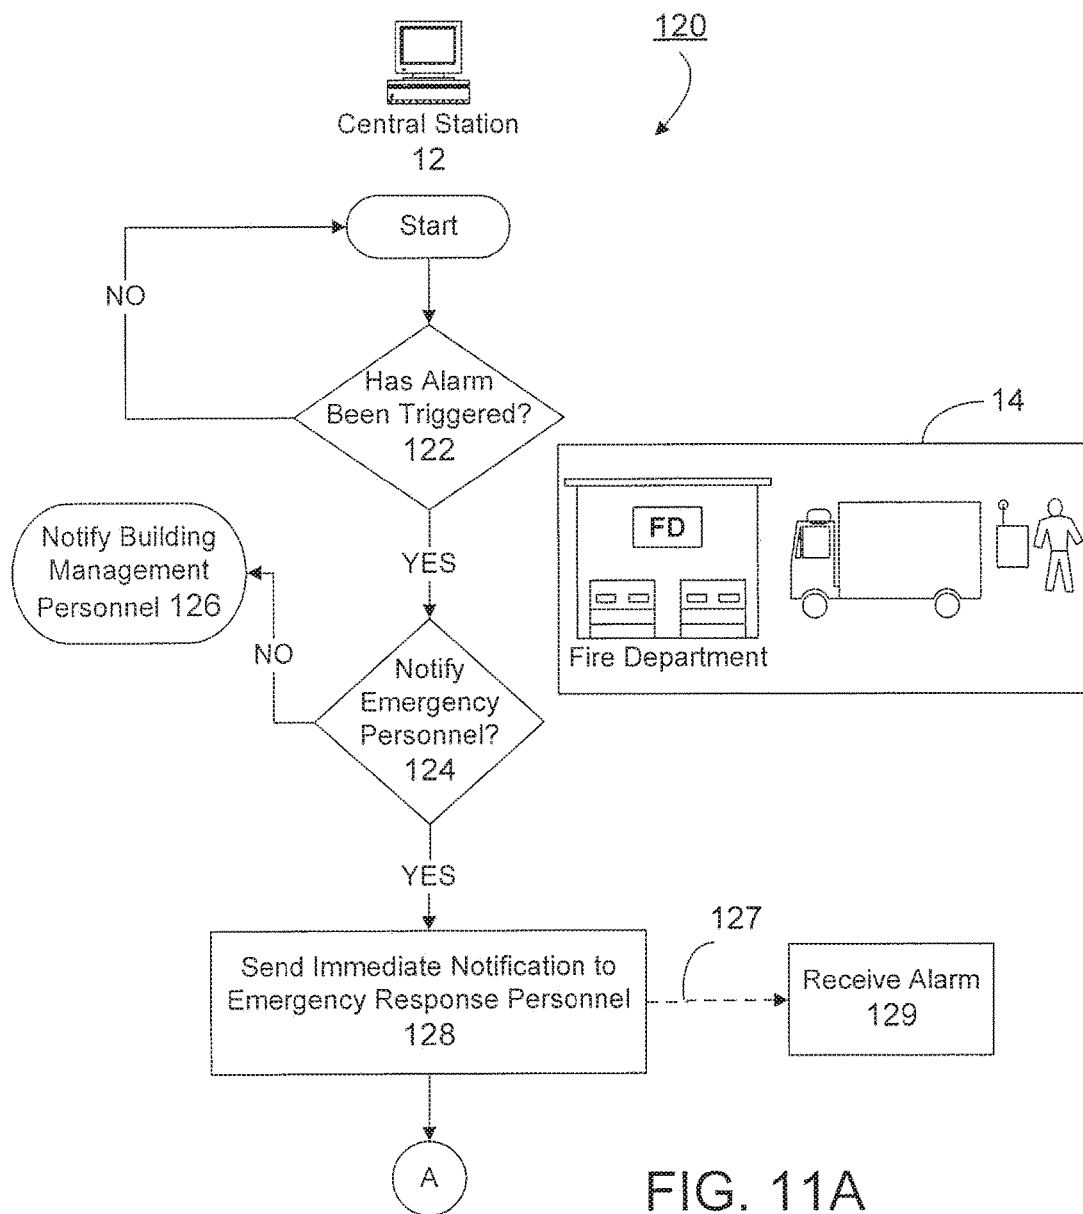 120
Central Station
12
Start
NO
Has Alarm
Been Triggered?
122
14
FD
Fire Department
YES
Notify Building
Management
Personnel 126
NO
Notify
Emergency
Personnel?
124
YES
127
Send Immediate Notification to
Emergency Response Personnel
128
Receive Alarm
129
A
FIG. 11A